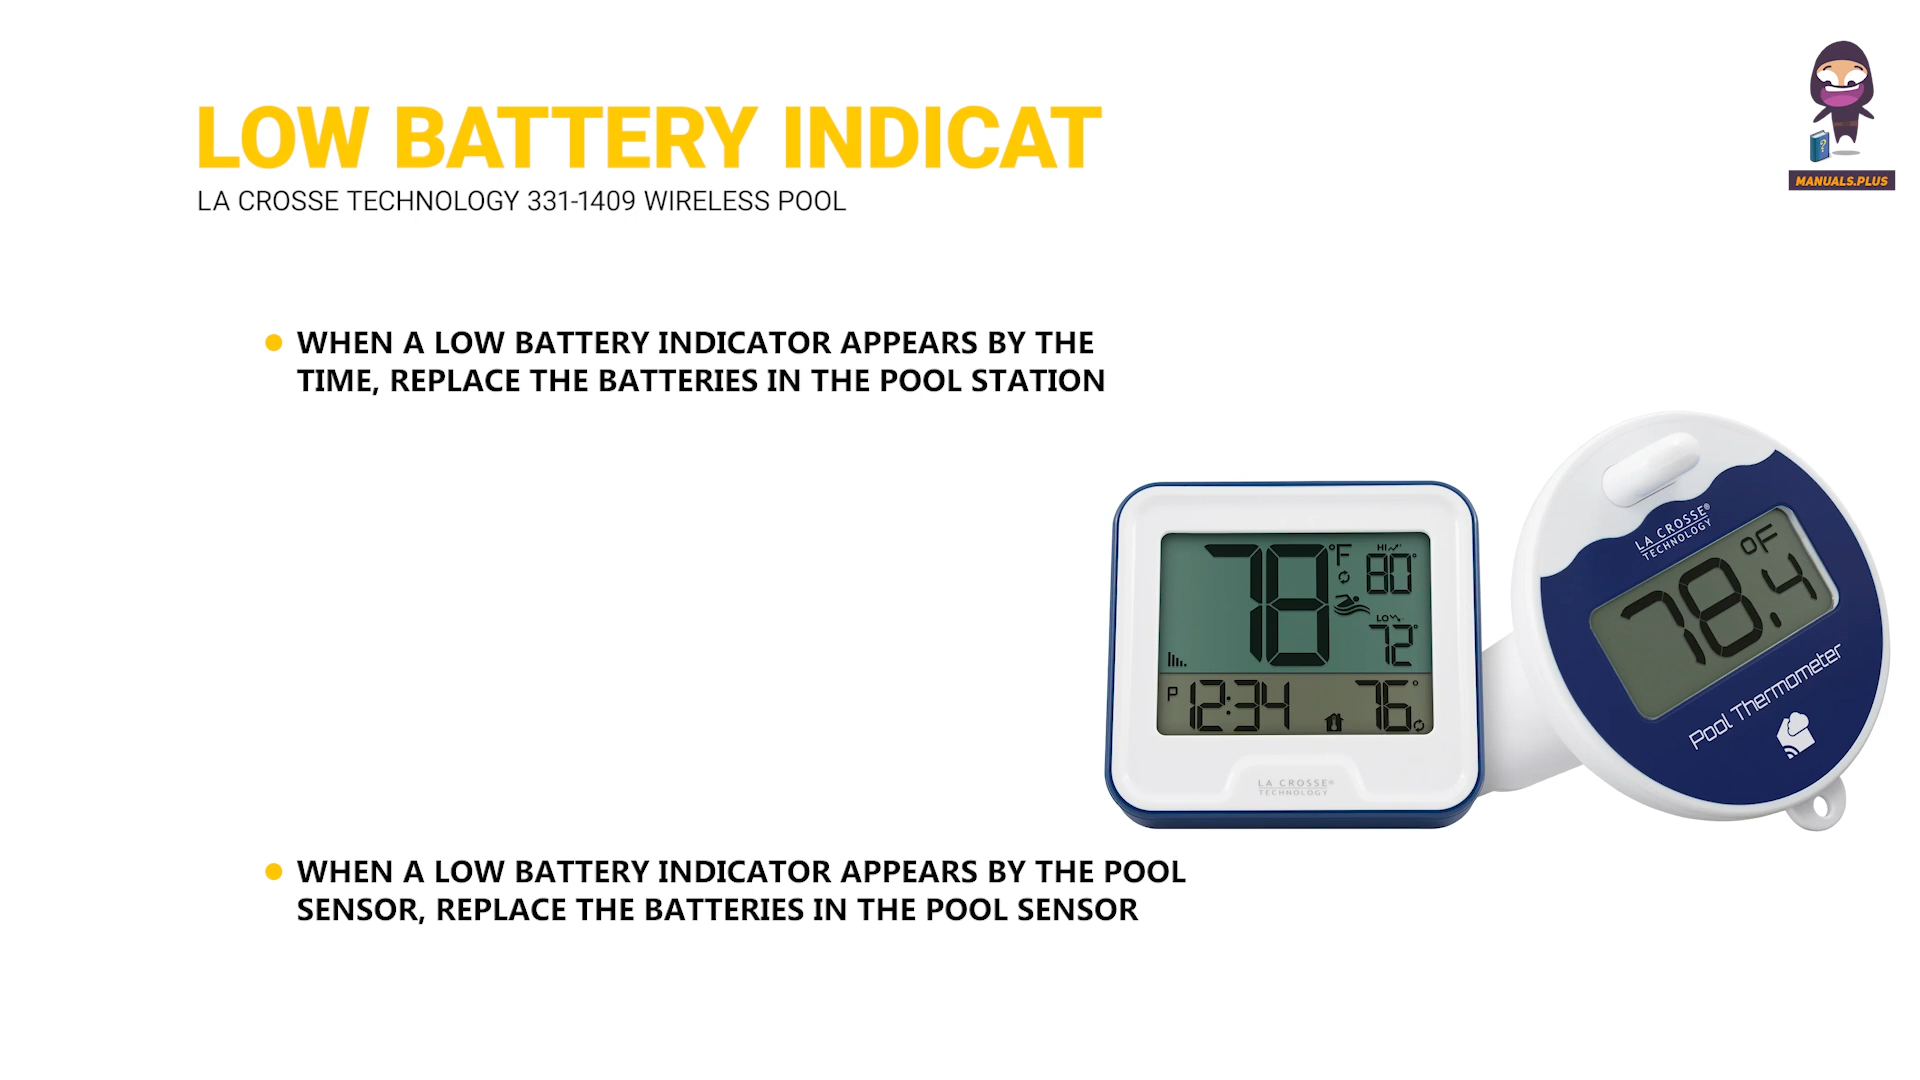 LOW BATTERY INDICAT
LA CROSSE TECHNOLOGY 331-1409 WIRELESS POOL
MANUALS.PLUS
?
WHEN A LOW BATTERY INDICATOR APPEARS BY THE
TIME, REPLACE THE BATTERIES IN THE POOL STATION
78°F
HI
80°
LO
72°
P 12:34 76°
LA CROSSE®
TECHNOLOGY
LA CROSSE®
TECHNOLOGY
78.4 °F
Pool Thermometer
WHEN A LOW BATTERY INDICATOR APPEARS BY THE POOL
SENSOR, REPLACE THE BATTERIES IN THE POOL SENSOR